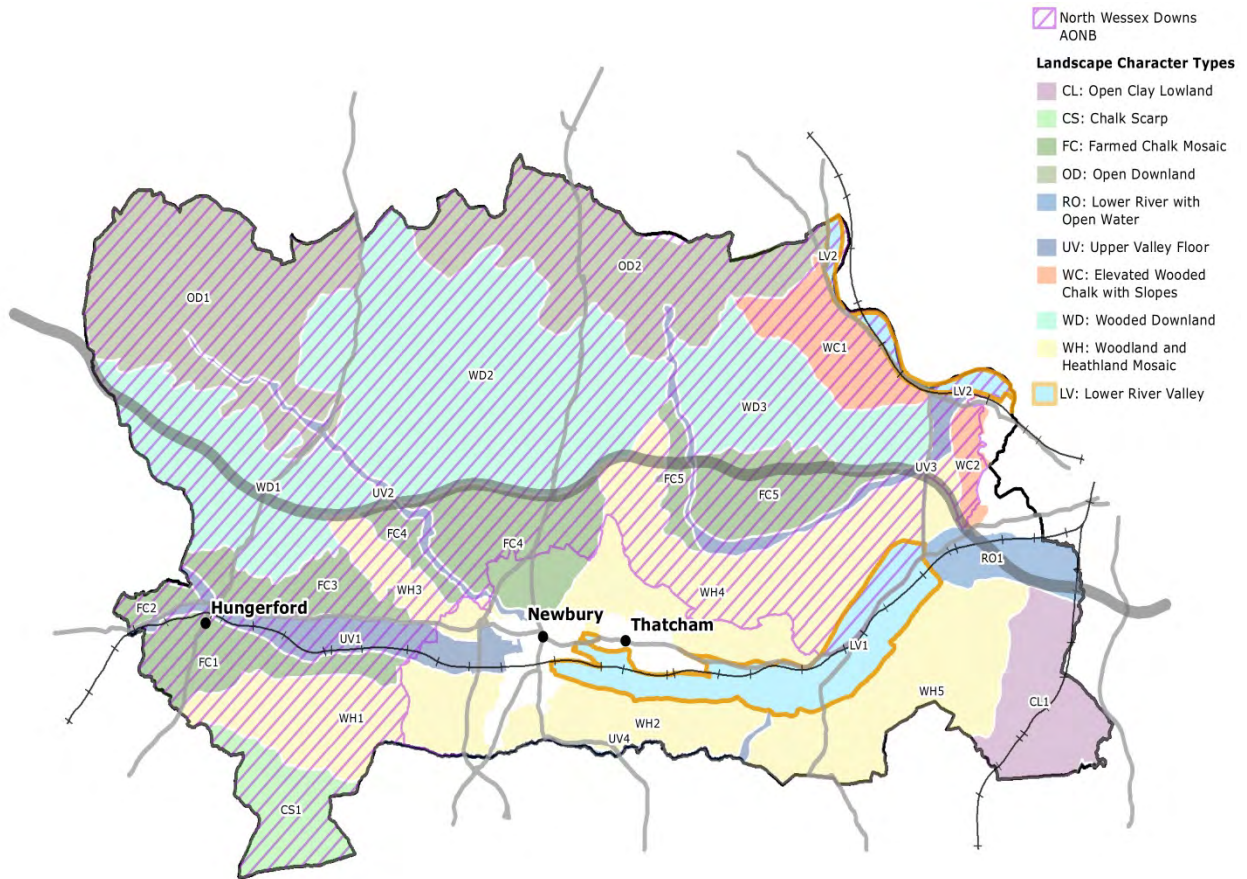 North Wessex Downs
AONB
Landscape Character Types
CL: Open Clay Lowland
CS: Chalk Scarp
FC: Farmed Chalk Mosaic
OD: Open Downland
RO: Lower River with
Open Water
UV: Upper Valley Floor
WC: Elevated Wooded
Chalk with Slopes
WD: Wooded Downland
WH: Woodland and
Heathland Mosaic
LV: Lower River Valley
LV2
OD2
OD1
WC1
WD2
LV2
WD3
WC2
UV3
FC5
WD1
UV2
FC5
FC4
FC4
RO1
FC3
WH3
WH4
FC2
Hungerford
Newbury
Thatcham
UV1
LV1
FC1
WH5
WH1
CL1
WH2
UV4
CS1